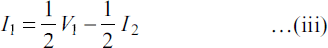 I₁ = 1/2 V₁ − 1/2 I₂ …(iii)